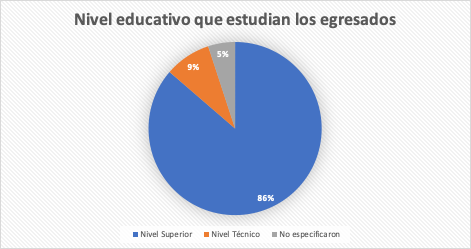 Nivel educativo que estudian los egresados
5%
9%
86%
Nivel Superior Nivel Técnico No especificaron